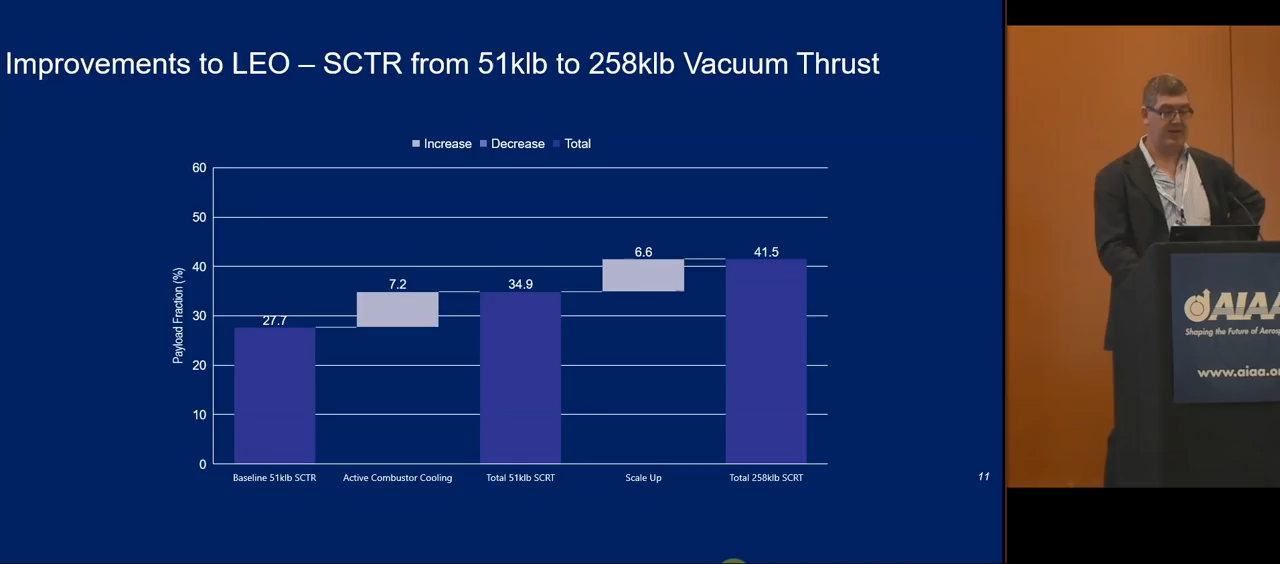 Improvements to LEO – SCTR from 51klb to 258klb Vacuum Thrust
Increase Decrease Total
Payload Fraction (%)
60
50
40
30
20
10
0
27.7
7.2
34.9
6.6
41.5
Baseline 51klb SCTR
Active Combustor Cooling
Total 51klb SCRT
Scale Up
Total 258klb SCRT
11
AIAA
Shaping the Future of Aerosp
www.aiaa.or